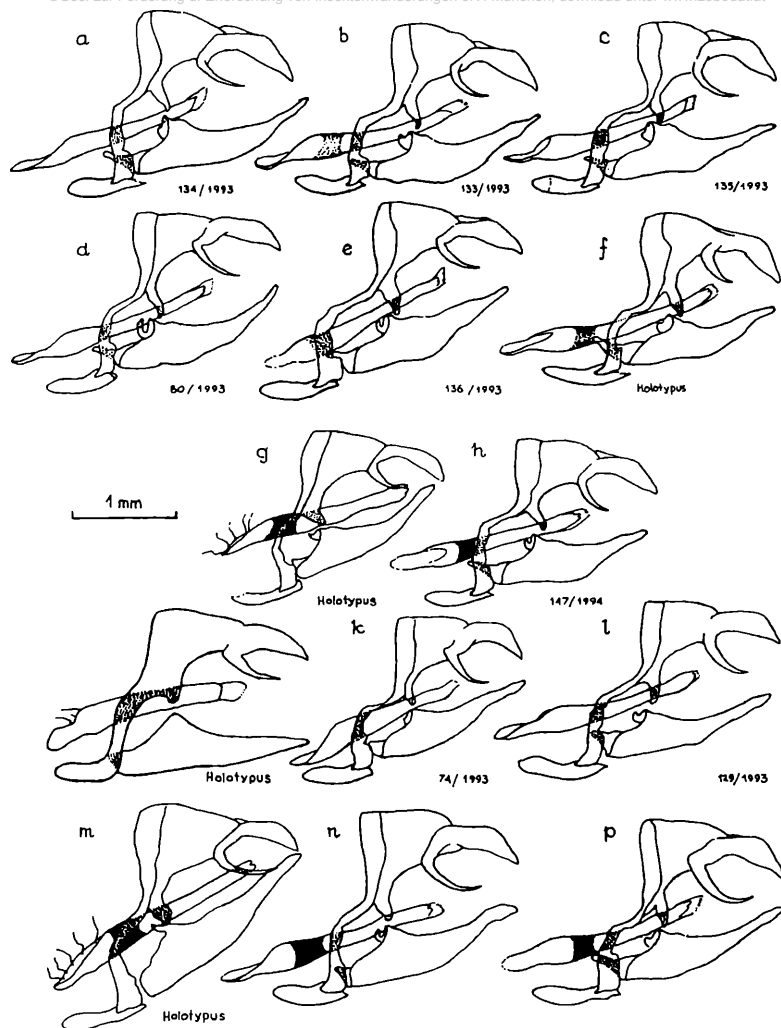 a b c
134/1993 133/1993 135/1993
d e f
80/1993 136/1993 Holotypus
g h
1 mm
Holotypus 147/1994
k l
Holotypus 74/1993 129/1993
m n p
Holotypus